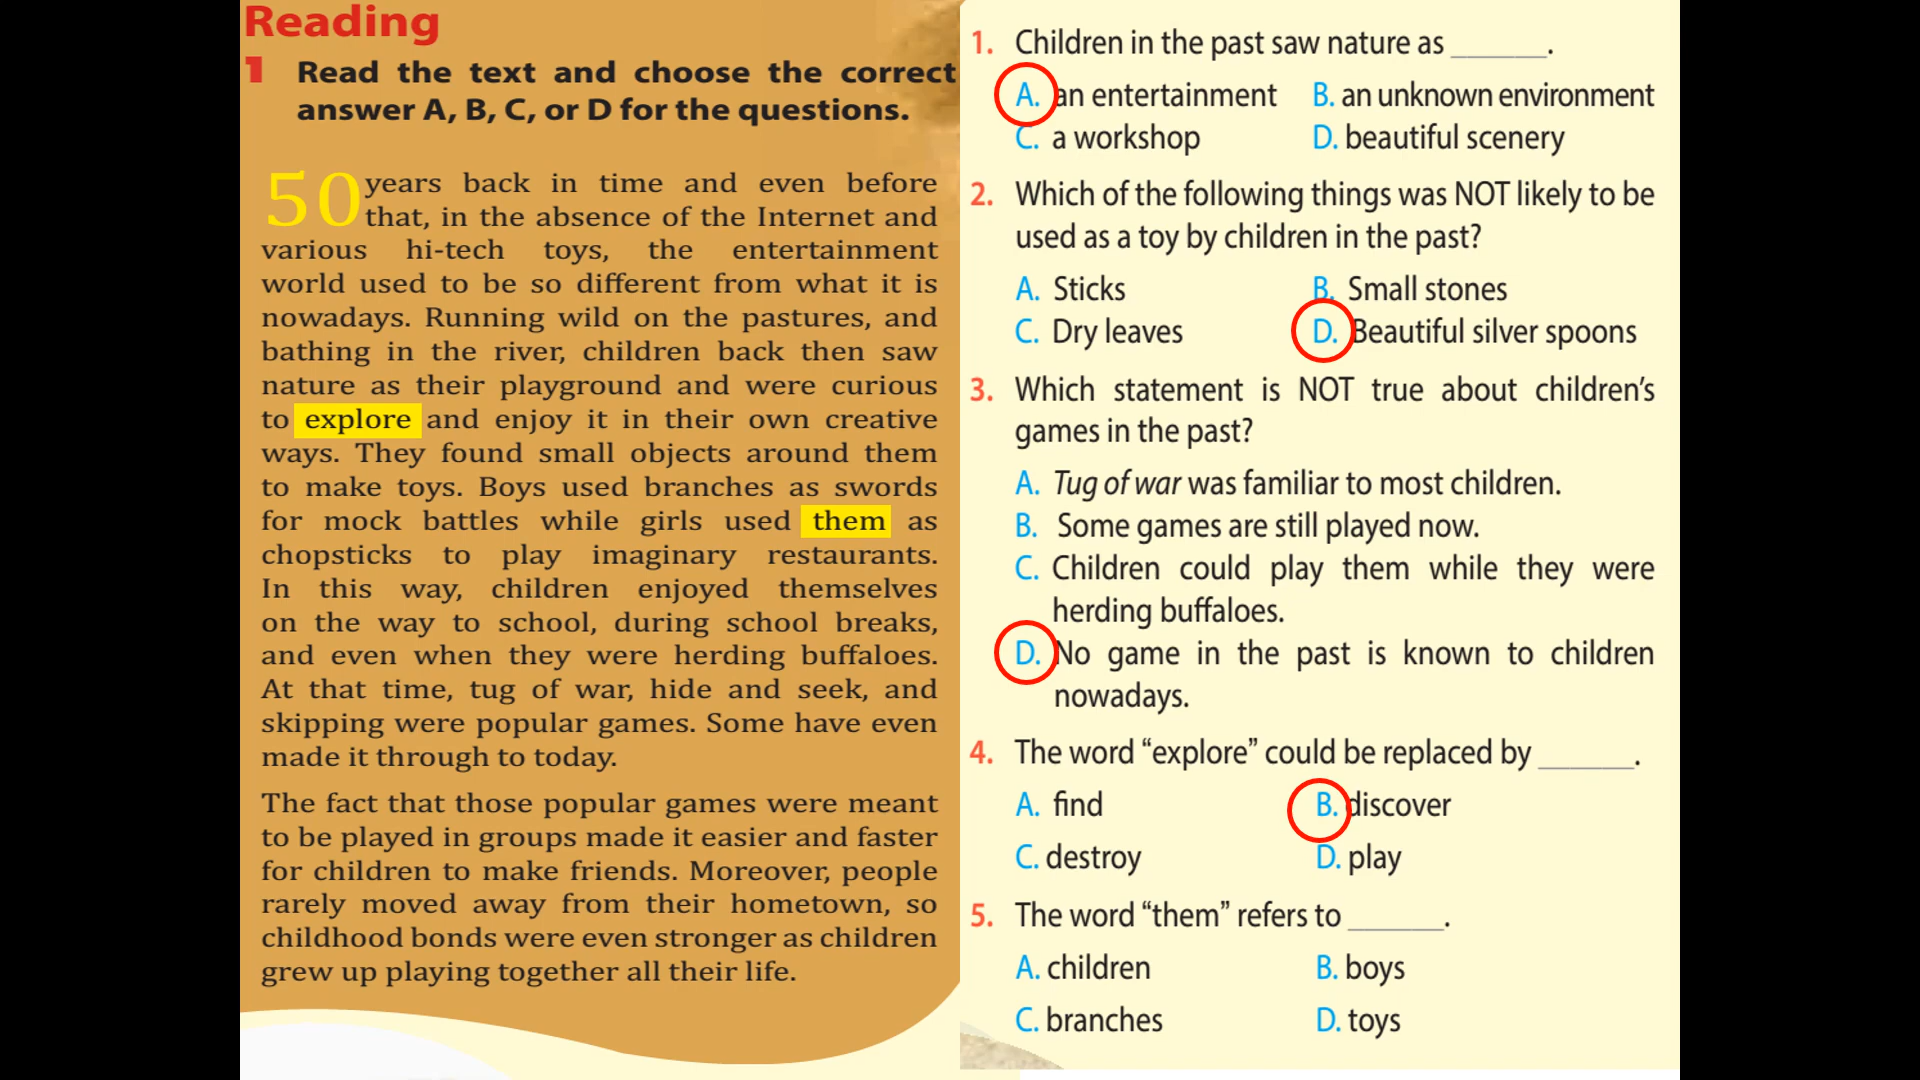 Reading
1 Read the text and choose the correct
answer A, B, C, or D for the questions.
50 years back in time and even before
that, in the absence of the Internet and
various hi-tech toys, the entertainment
world used to be so different from what it is
nowadays. Running wild on the pastures, and
bathing in the river, children back then saw
nature as their playground and were curious
to explore and enjoy it in their own creative
ways. They found small objects around them
to make toys. Boys used branches as swords
for mock battles while girls used them as
chopsticks to play imaginary restaurants.
In this way, children enjoyed themselves
on the way to school, during school breaks,
and even when they were herding buffaloes.
At that time, tug of war, hide and seek, and
skipping were popular games. Some have even
made it through to today.
The fact that those popular games were meant
to be played in groups made it easier and faster
for children to make friends. Moreover, people
rarely moved away from their hometown, so
childhood bonds were even stronger as children
grew up playing together all their life.
1. Children in the past saw nature as ______.
A. an entertainment B. an unknown environment
C. a workshop D. beautiful scenery
2. Which of the following things was NOT likely to be
used as a toy by children in the past?
A. Sticks B. Small stones
C. Dry leaves D. Beautiful silver spoons
3. Which statement is NOT true about children’s
games in the past?
A. Tug of war was familiar to most children.
B. Some games are still played now.
C. Children could play them while they were
herding buffaloes.
D. No game in the past is known to children
nowadays.
4. The word “explore” could be replaced by ______.
A. find B. discover
C. destroy D. play
5. The word “them” refers to ______.
A. children B. boys
C. branches D. toys